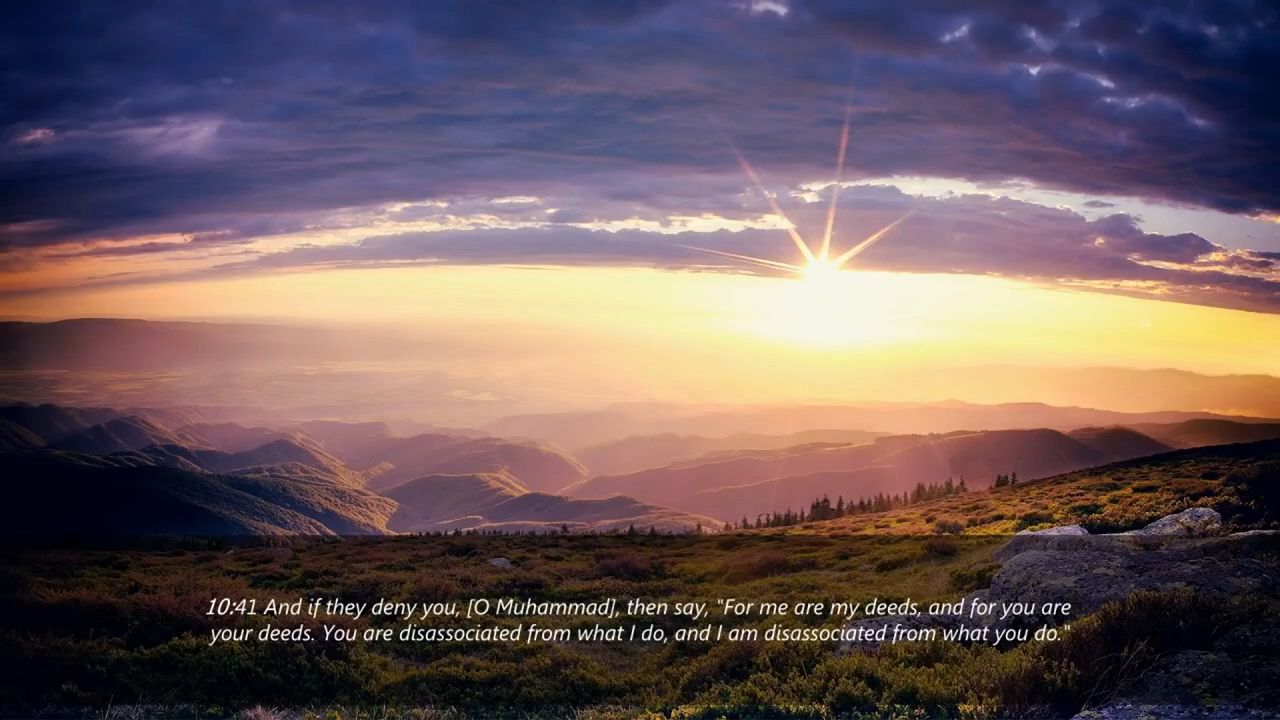 10:41 And if they deny you, [O Muhammad], then say, "For me are my deeds, and for you are
your deeds. You are disassociated from what I do, and I am disassociated from what you do."